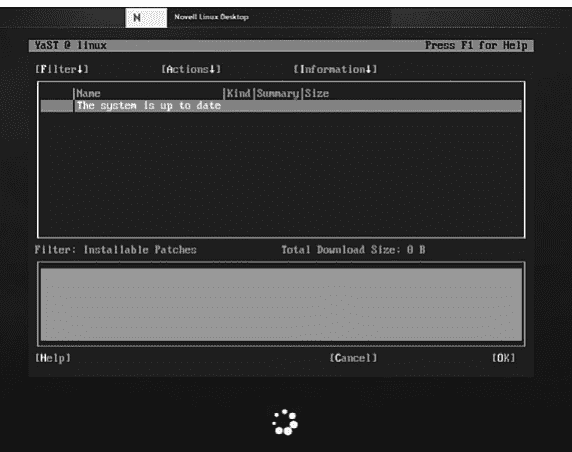 N Novell Linux Desktop
YaST @ linux Press F1 for Help
[Filter↓] [Actions↓] [Information↓]
|Name |Kind|Summary|Size
The system is up to date
Filter: Installable Patches Total Download Size: 0 B
[Help] [Cancel] [OK]